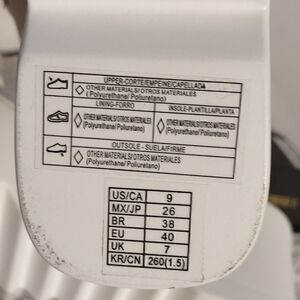 UPPER-CORTE/EMPEINE/CAPELLADA
OTHER MATERIALS/OTROS MATERIALES
(Polyurethane/ Poliuretano)
LINING-FORRO
INSOLE-PLANTILLA/PLANTA
OTHER MATERIALS/OTROS MATERIALES
(Polyurethane/ Poliuretano)
OTHER MATERIALS/OTROS MATERIALES
(Polyurethane/ Poliuretano)
OUTSOLE - SUELA/FIRME
OTHER MATERIALS/OTROS MATERIALES
(Polyurethane/ Poliuretano)
US/CA 9
MX/JP 26
BR 38
EU 40
UK 7
KR/CN 260(1.5)